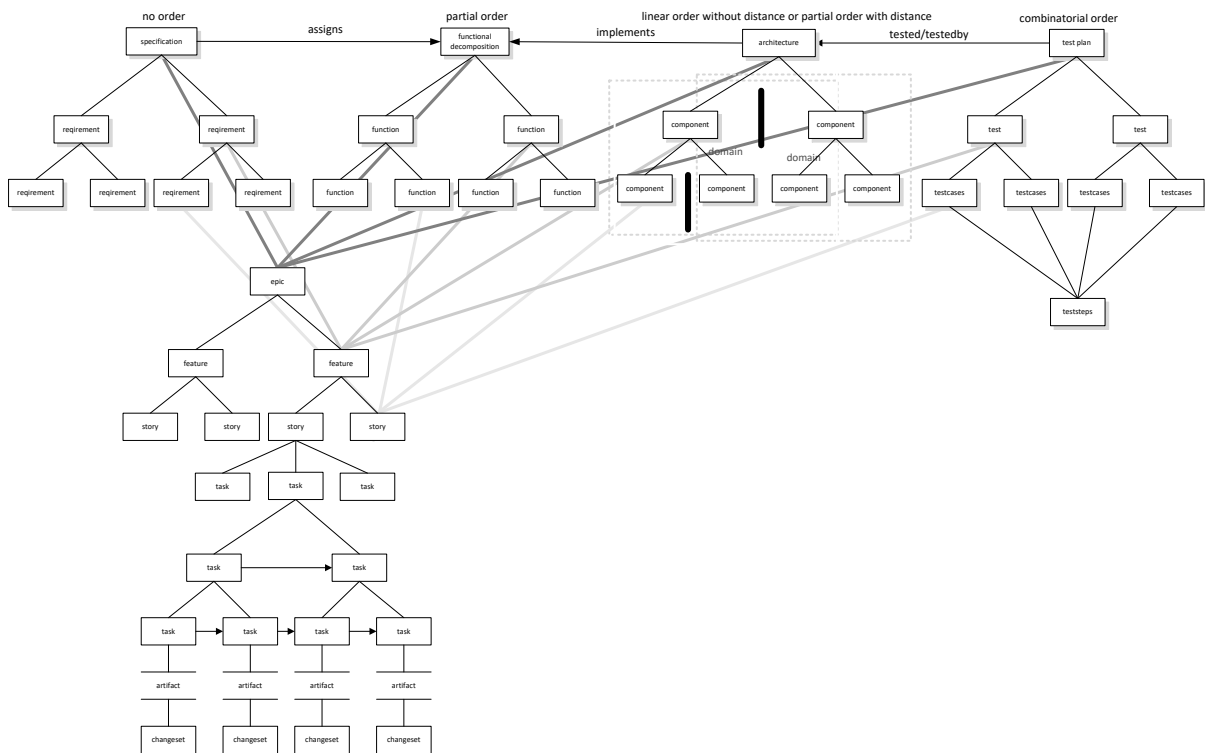 no order
partial order
linear order without distance or partial order with distance
combinatorial order
specification
assigns
functional
decomposition
implements
architecture
tested/testedby
test plan
reqirement
reqirement
function
function
component
component
test
test
domain
domain
reqirement
reqirement
reqirement
reqirement
function
function
function
function
component
component
component
component
testcases
testcases
testcases
testcases
epic
teststeps
feature
feature
story
story
story
story
task
task
task
task
task
task
task
task
task
artifact
artifact
artifact
artifact
changeset
changeset
changeset
changeset